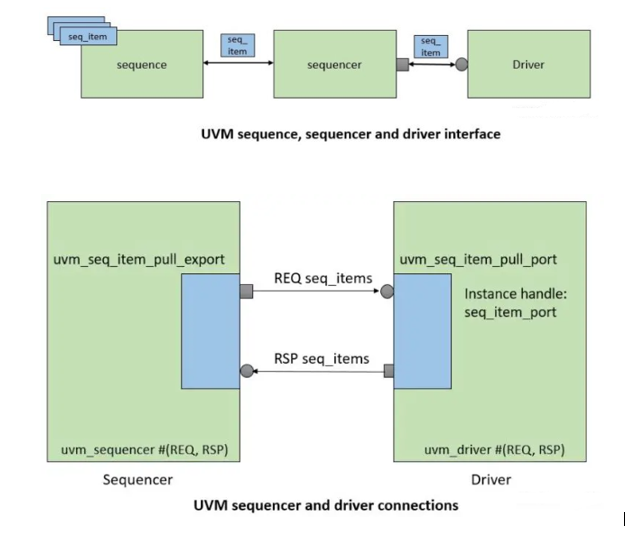 seq_item
sequence
seq_
item
sequencer
seq_
item
Driver
UVM sequence, sequencer and driver interface
uvm_seq_item_pull_export
uvm_seq_item_pull_port
REQ seq_items
Instance handle:
seq_item_port
RSP seq_items
uvm_sequencer #(REQ, RSP)
uvm_driver #(REQ, RSP)
Sequencer
Driver
UVM sequencer and driver connections